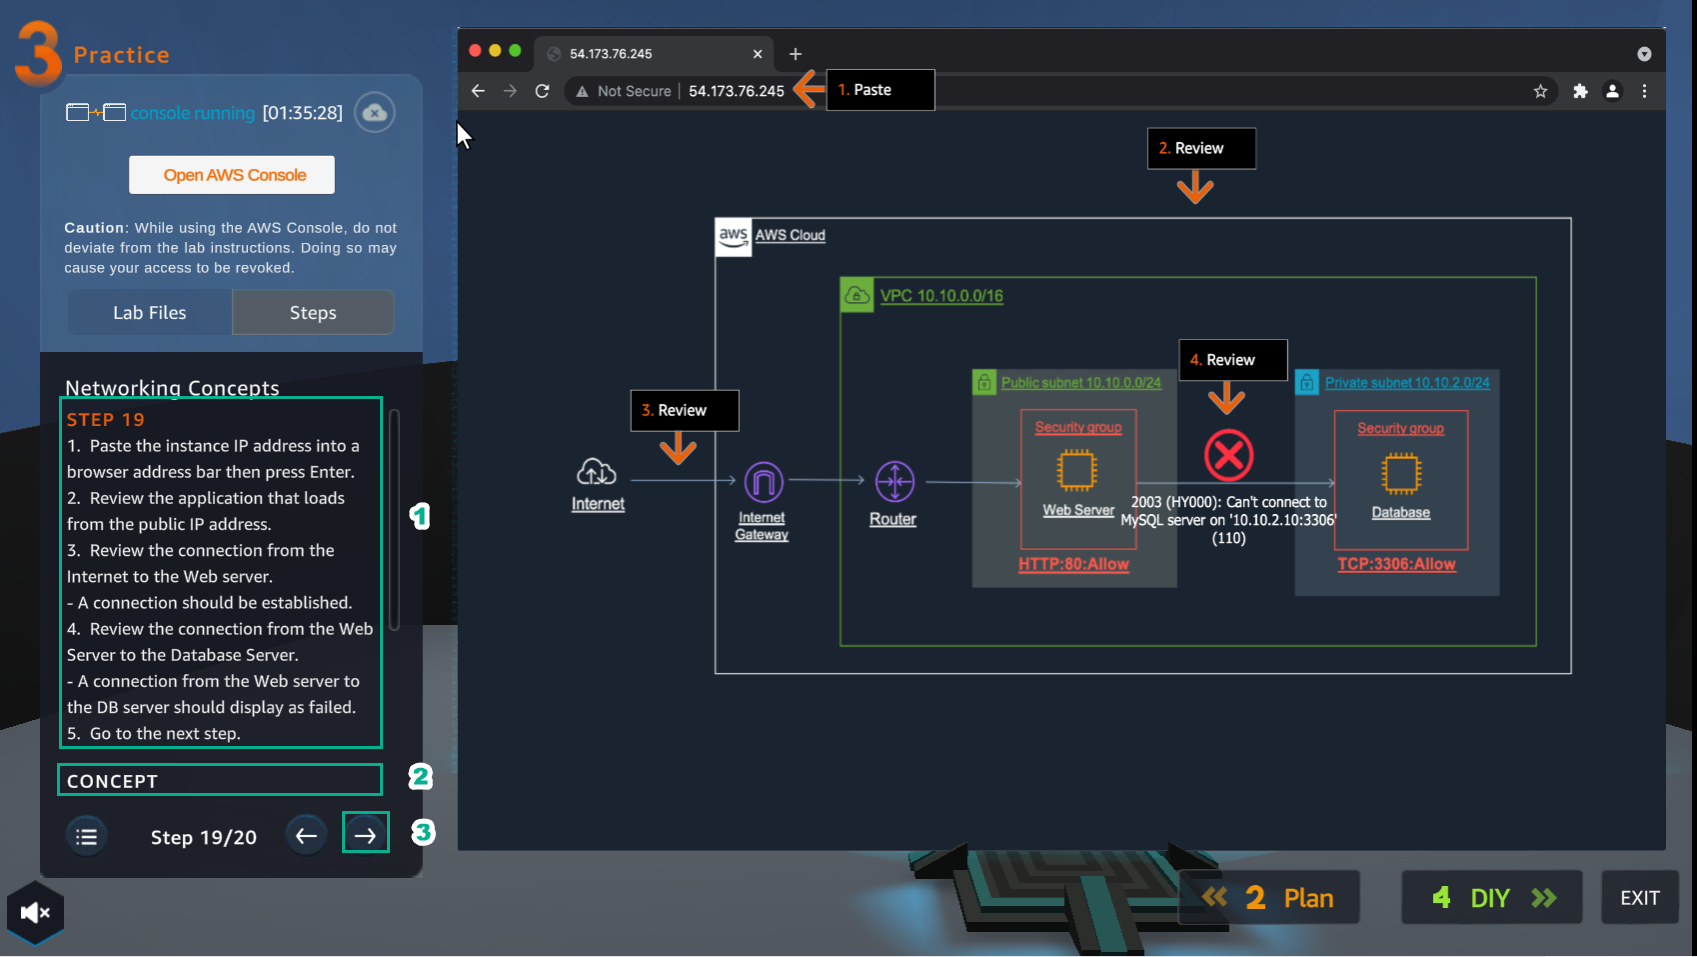 3 Practice
console running [01:35:28]
Open AWS Console
Caution: While using the AWS Console, do not
deviate from the lab instructions. Doing so may
cause your access to be revoked.
Lab Files
Steps
Networking Concepts
STEP 19
1. Paste the instance IP address into a
browser address bar then press Enter.
2. Review the application that loads
from the public IP address.
3. Review the connection from the
Internet to the Web server.
- A connection should be established.
4. Review the connection from the Web
Server to the Database Server.
- A connection from the Web server to
the DB server should display as failed.
5. Go to the next step.
1
CONCEPT
2
Step 19/20
3
54.173.76.245
Not Secure | 54.173.76.245
1. Paste
2. Review
aws AWS Cloud
VPC 10.10.0.0/16
4. Review
Public subnet 10.10.0.0/24
Private subnet 10.10.2.0/24
3. Review
Security group
Security group
Internet
Internet
Gateway
Router
Web Server
2003 (HY000): Can't connect to
MySQL server on '10.10.2.10:3306'
(110)
Database
HTTP:80:Allow
TCP:3306:Allow
2 Plan
4 DIY
EXIT